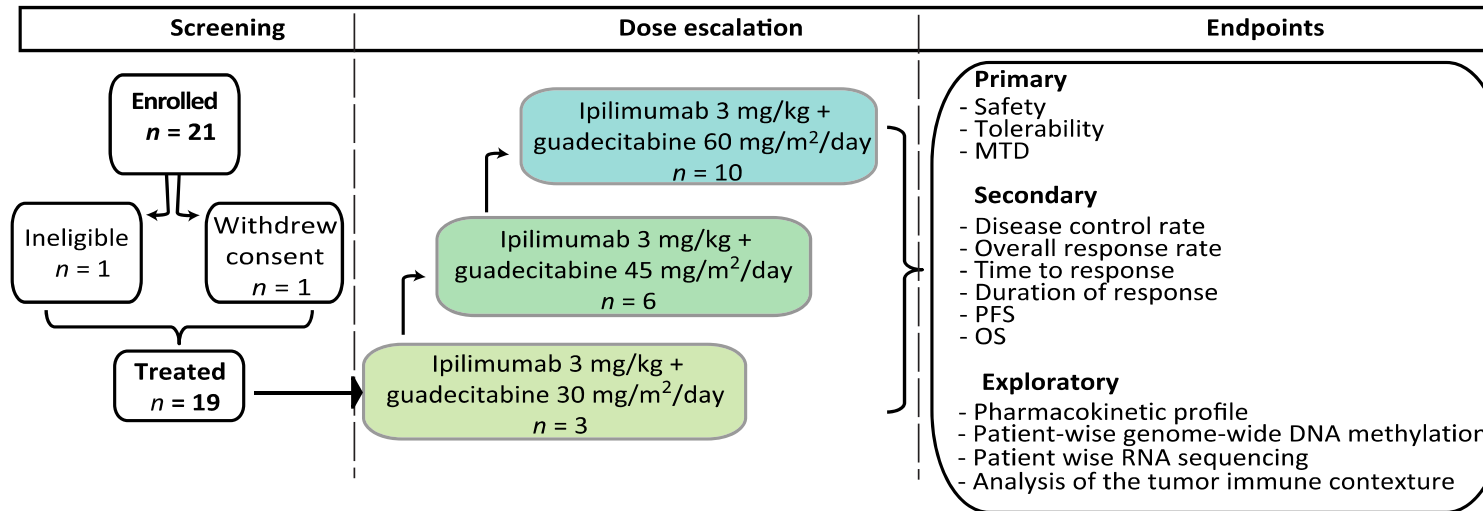 Screening
Dose escalation
Endpoints
Enrolled
n = 21
Ineligible
n = 1
Withdrew
consent
n = 1
Treated
n = 19
Ipilimumab 3 mg/kg +
guadecitabine 60 mg/m²/day
n = 10
Ipilimumab 3 mg/kg +
guadecitabine 45 mg/m²/day
n = 6
Ipilimumab 3 mg/kg +
guadecitabine 30 mg/m²/day
n = 3
Primary
- Safety
- Tolerability
- MTD
Secondary
- Disease control rate
- Overall response rate
- Time to response
- Duration of response
- PFS
- OS
Exploratory
- Pharmacokinetic profile
- Patient-wise genome-wide DNA methylation
- Patient wise RNA sequencing
- Analysis of the tumor immune contexture